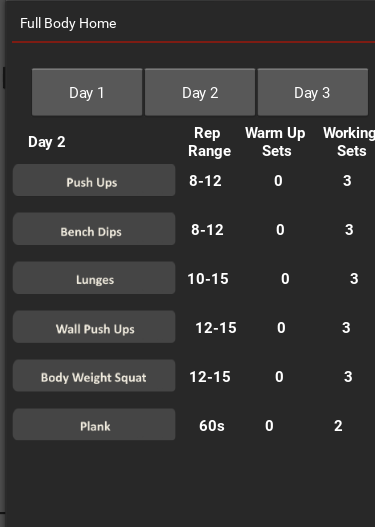 Full Body Home
Day 1 Day 2 Day 3
Day 2 Rep Range Warm Up Sets Working Sets
Push Ups 8-12 0 3
Bench Dips 8-12 0 3
Lunges 10-15 0 3
Wall Push Ups 12-15 0 3
Body Weight Squat 12-15 0 3
Plank 60s 0 2